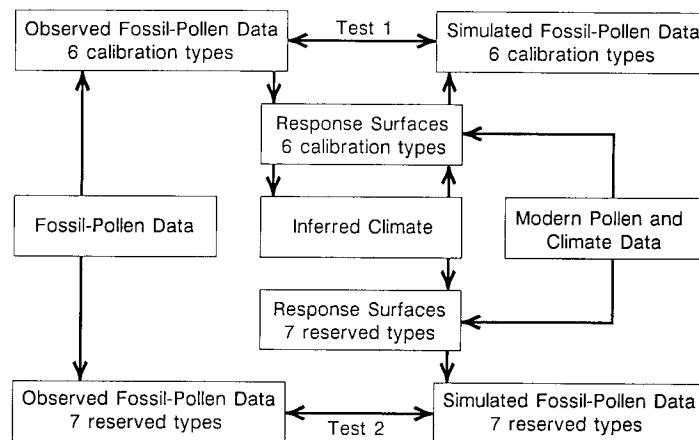 Observed Fossil-Pollen Data
6 calibration types
Test 1
Simulated Fossil-Pollen Data
6 calibration types
Response Surfaces
6 calibration types
Fossil-Pollen Data
Inferred Climate
Modern Pollen and
Climate Data
Response Surfaces
7 reserved types
Observed Fossil-Pollen Data
7 reserved types
Test 2
Simulated Fossil-Pollen Data
7 reserved types